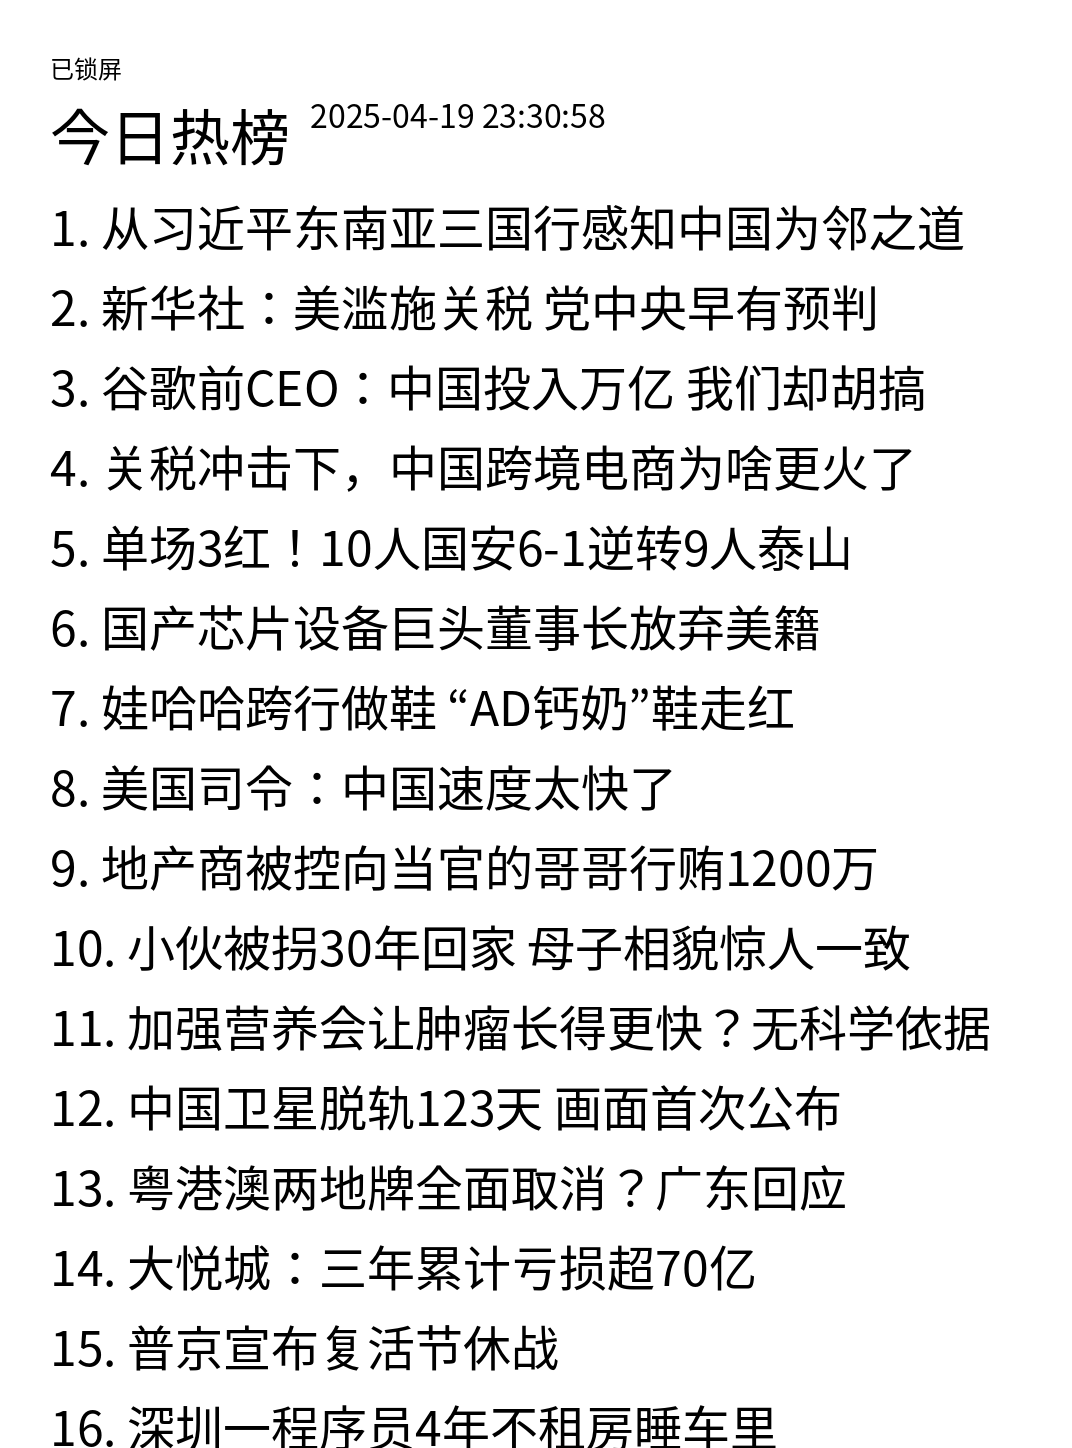 已锁屏
今日热榜 2025-04-19 23:30:58
1. 从习近平东南亚三国行感知中国为邻之道
2. 新华社：美滥施关税 党中央早有预判
3. 谷歌前CEO：中国投入万亿 我们却胡搞
4. 关税冲击下，中国跨境电商为啥更火了
5. 单场3红！10人国安6-1逆转9人泰山
6. 国产芯片设备巨头董事长放弃美籍
7. 娃哈哈跨行做鞋 “AD钙奶”鞋走红
8. 美国司令：中国速度太快了
9. 地产商被控向当官的哥哥行贿1200万
10. 小伙被拐30年回家 母子相貌惊人一致
11. 加强营养会让肿瘤长得更快？无科学依据
12. 中国卫星脱轨123天 画面首次公布
13. 粤港澳两地牌全面取消？广东回应
14. 大悦城：三年累计亏损超70亿
15. 普京宣布复活节休战
16. 深圳一程序员4年不租房睡车里